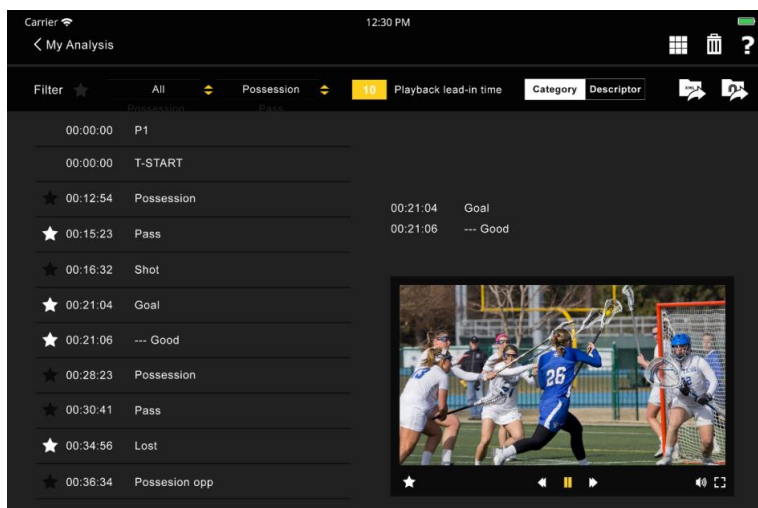 Carrier 12:30 PM
My Analysis ?
Filter All Possession 10 Playback lead-in time Category Descriptor
Possession Pass
00:00:00 P1
00:00:00 T-START
00:12:54 Possession
00:15:23 Pass
00:16:32 Shot
00:21:04 Goal
00:21:06 --- Good
00:28:23 Possession
00:30:41 Pass
00:34:56 Lost
00:36:34 Possesion opp
00:21:04 Goal
00:21:06 --- Good
26